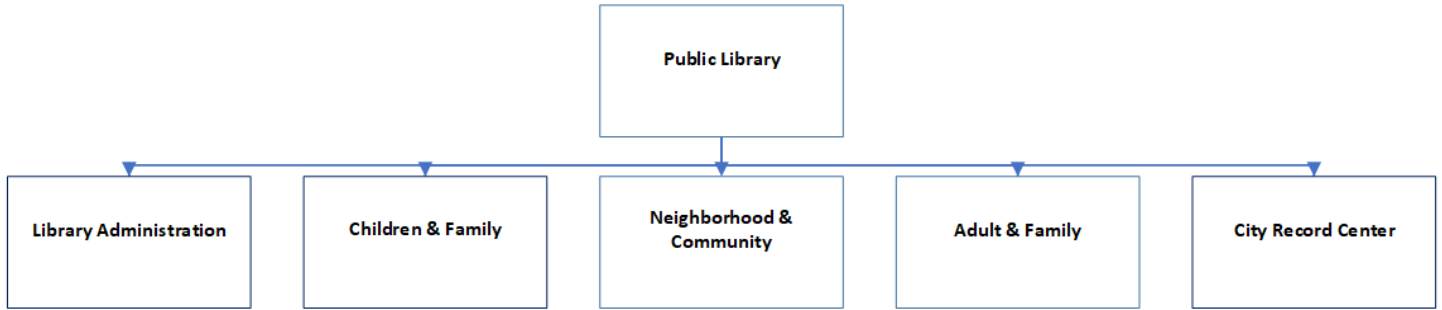 Public Library
Library Administration
Children & Family
Neighborhood &
Community
Adult & Family
City Record Center